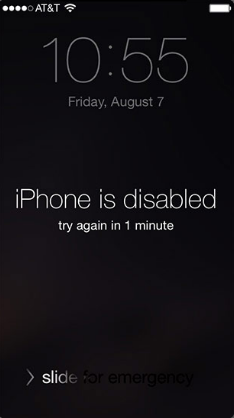 AT&T
10:55
Friday, August 7
iPhone is disabled
try again in 1 minute
slide for emergency